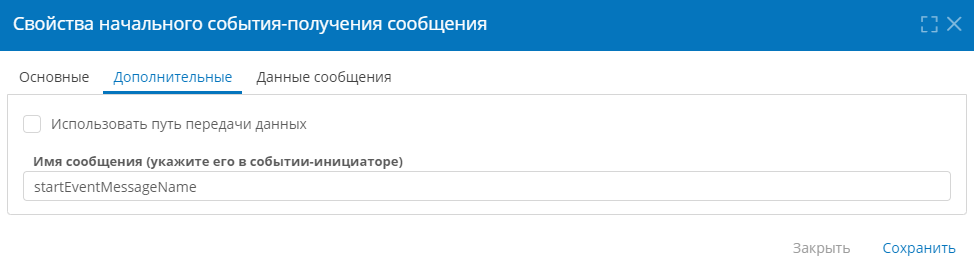 Свойства начального события-получения сообщения
Основные Дополнительные Данные сообщения
Использовать путь передачи данных
Имя сообщения (укажите его в событии-инициаторе)
startEventMessageName
Закрыть Сохранить